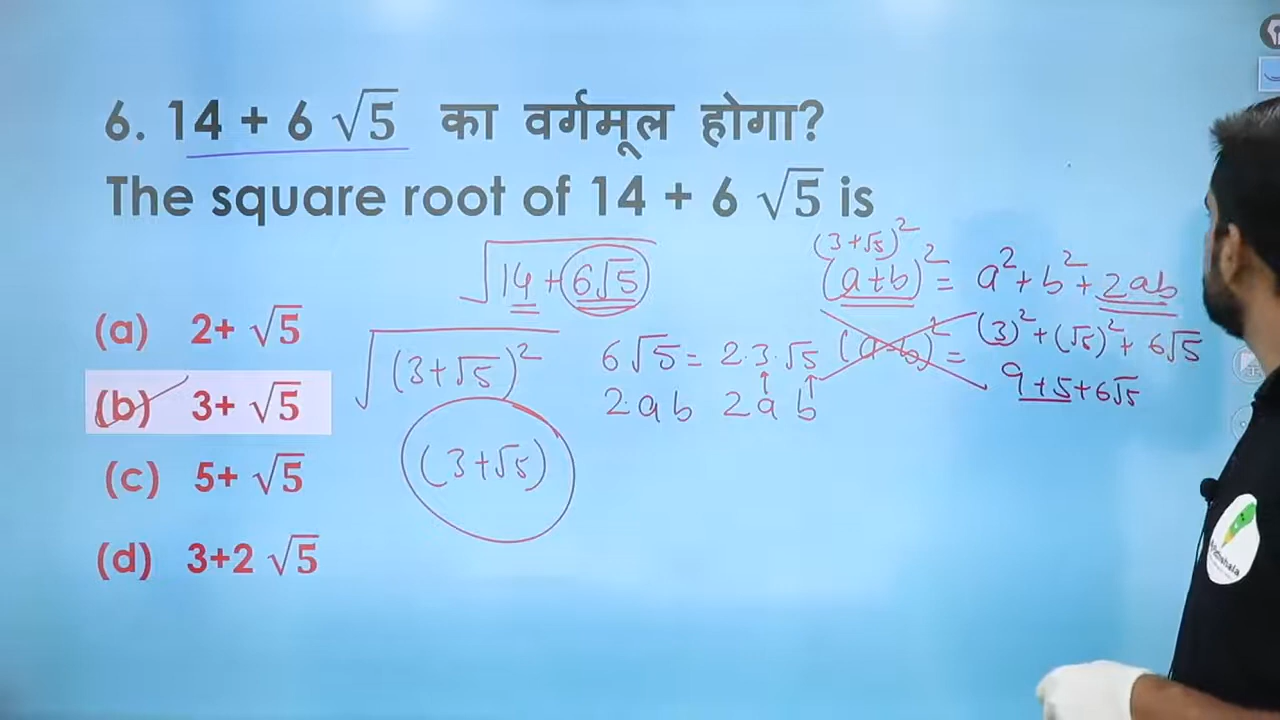 6. 14 + 6 √5 का वर्गमूल होगा?
The square root of 14 + 6 √5 is
(a) 2+ √5
(b) 3+ √5
(c) 5+ √5
(d) 3+2 √5
√(14+6√5)
√((3+√5)²)
(3+√5)
6√5 = 2·3·√5
2·ab 2ab
(3+√5)²
(a+b)² = a²+b²+2ab
(a-b)² = (3)²+(√5)²+6√5
9+5+6√5